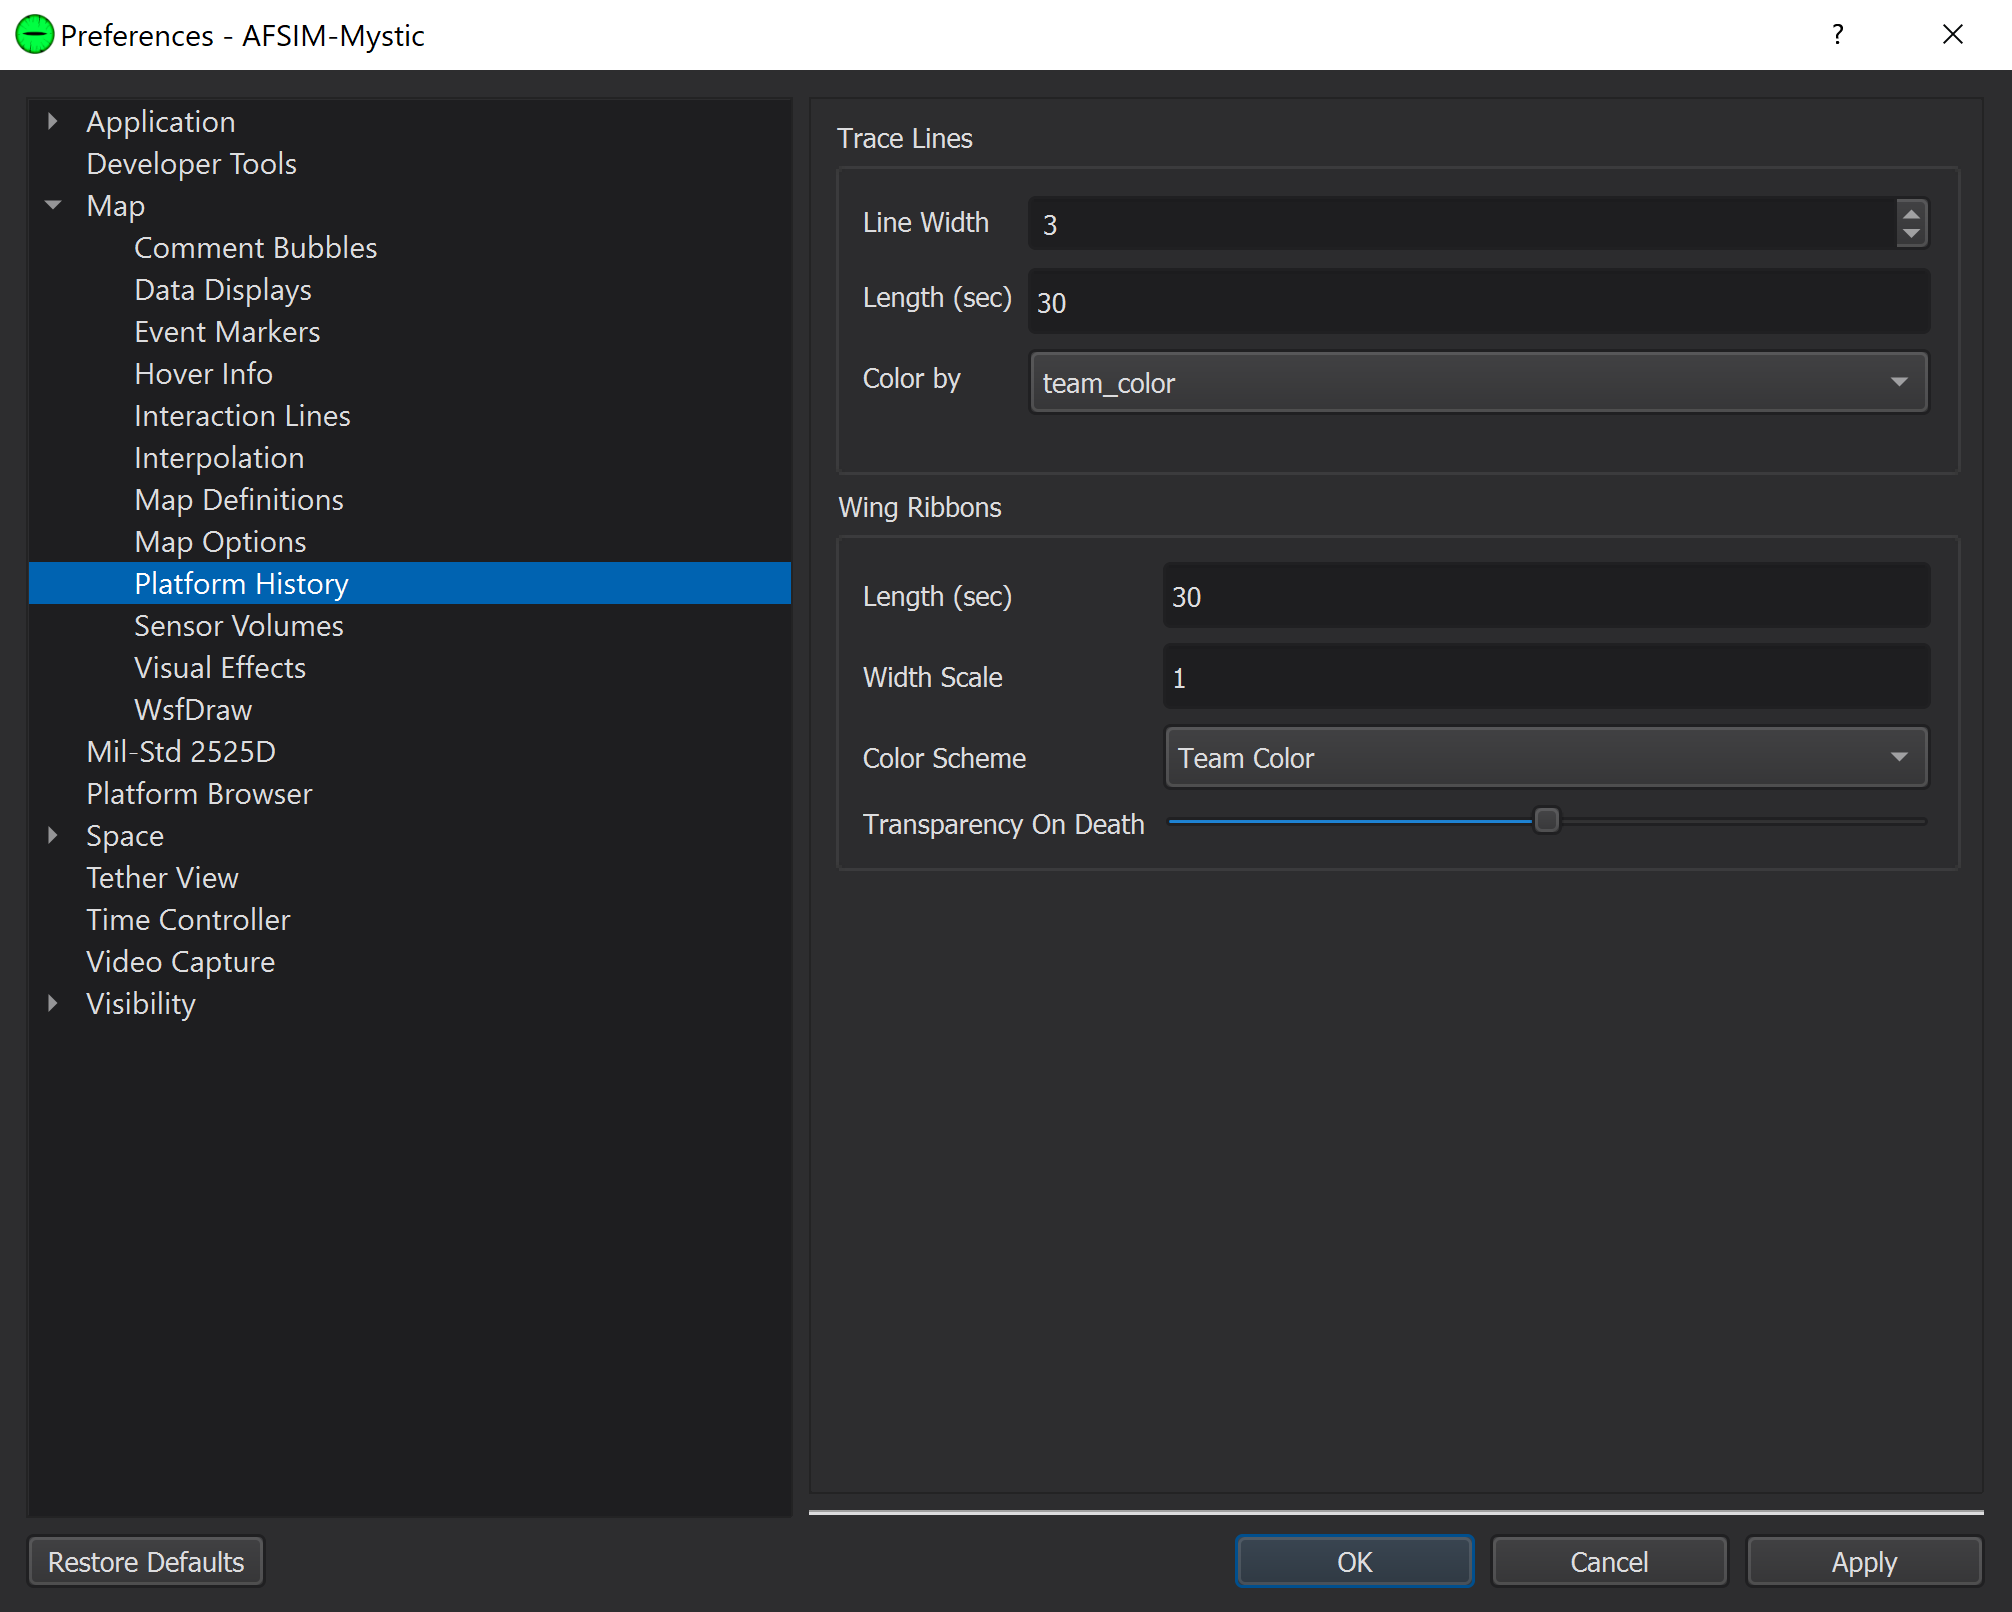 Preferences - AFSIM-Mystic
?
Application
Developer Tools
Map
Comment Bubbles
Data Displays
Event Markers
Hover Info
Interaction Lines
Interpolation
Map Definitions
Map Options
Platform History
Sensor Volumes
Visual Effects
WsfDraw
Mil-Std 2525D
Platform Browser
Space
Tether View
Time Controller
Video Capture
Visibility
Trace Lines
Line Width 3
Length (sec) 30
Color by team_color
Wing Ribbons
Length (sec) 30
Width Scale 1
Color Scheme Team Color
Transparency On Death
Restore Defaults OK Cancel Apply